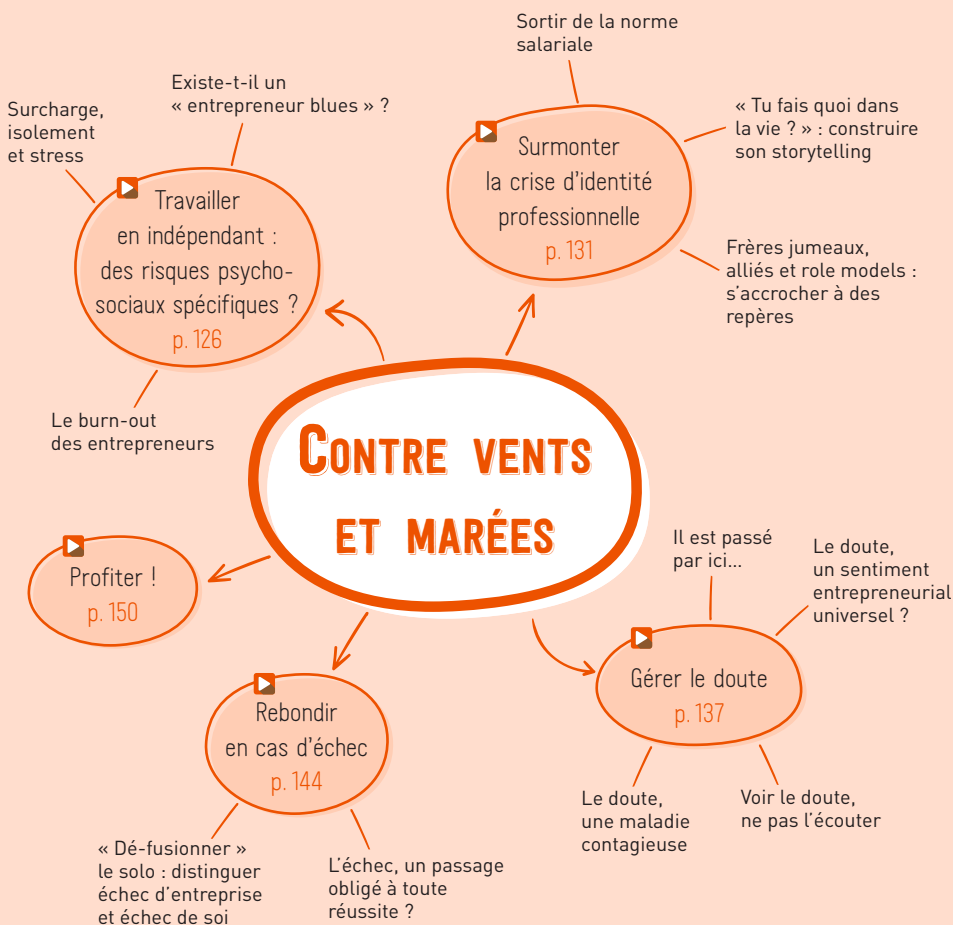 Contre vents
et marées
Travailler
en indépendant :
des risques psycho-
sociaux spécifiques ?
p. 126
Surcharge,
isolement
et stress
Existe-t-il un
« entrepreneur blues » ?
Le burn-out
des entrepreneurs
Surmonter
la crise d'identité
professionnelle
p. 131
Sortir de la norme
salariale
« Tu fais quoi dans
la vie ? » : construire
son storytelling
Frères jumeaux,
alliés et role models :
s'accrocher à des
repères
Gérer le doute
p. 137
Il est passé
par ici...
Le doute,
un sentiment
entrepreneurial
universel ?
Le doute,
une maladie
contagieuse
Voir le doute,
ne pas l'écouter
Rebondir
en cas d'échec
p. 144
« Dé-fusionner »
le solo : distinguer
échec d'entreprise
et échec de soi
L'échec, un passage
obligé à toute
réussite ?
Profiter !
p. 150